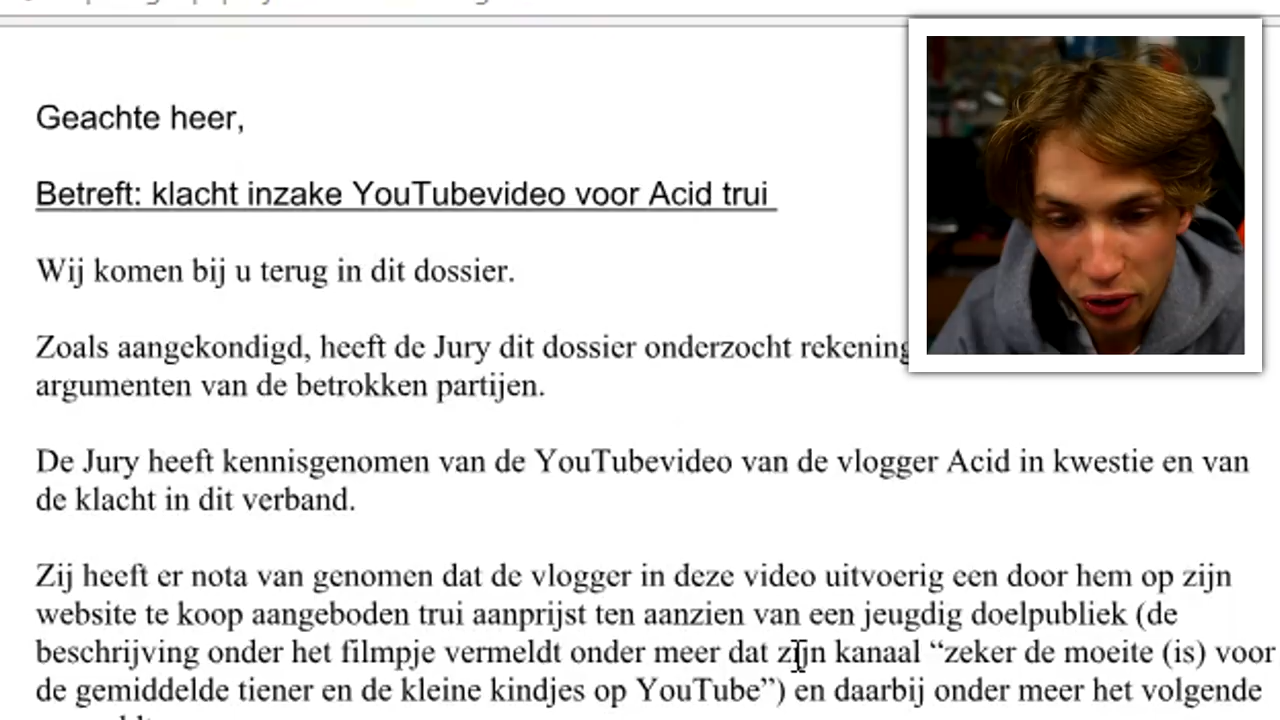 Geachte heer,
Betreft: klacht inzake YouTubevideo voor Acid trui
Wij komen bij u terug in dit dossier.
Zoals aangekondigd, heeft de Jury dit dossier onderzocht rekening
argumenten van de betrokken partijen.
De Jury heeft kennisgenomen van de YouTubevideo van de vlogger Acid in kwestie en van
de klacht in dit verband.
Zij heeft er nota van genomen dat de vlogger in deze video uitvoerig een door hem op zijn
website te koop aangeboden trui aanprijst ten aanzien van een jeugdig doelpubliek (de
beschrijving onder het filmpje vermeldt onder meer dat zijn kanaal “zeker de moeite (is) voor
de gemiddelde tiener en de kleine kindjes op YouTube”) en daarbij onder meer het volgende